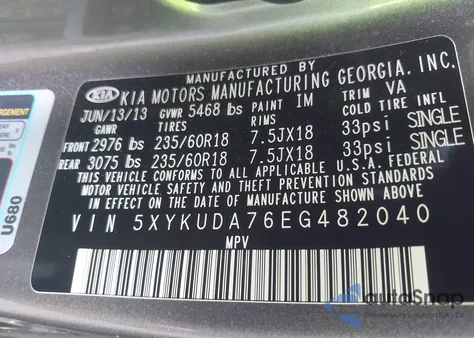 MANUFACTURED BY
KIA KIA MOTORS MANUFACTURING GEORGIA, INC.
JUN/13/13 GVWR 5468 lbs PAINT IM TRIM VA
GAWR TIRES RIMS COLD TIRE INFL
FRONT 2976 lbs 235/60R18 7.5JX18 33psi SINGLE
REAR 3075 lbs 235/60R18 7.5JX18 33psi SINGLE
THIS VEHICLE CONFORMS TO ALL APPLICABLE U.S.A. FEDERAL
MOTOR VEHICLE SAFETY AND THEFT PREVENTION STANDARDS
IN EFFECT ON THE DATE OF MANUFACTURE SHOWN ABOVE.
VIN 5XYKUDA76EG482040
MPV
U680
autoSnap